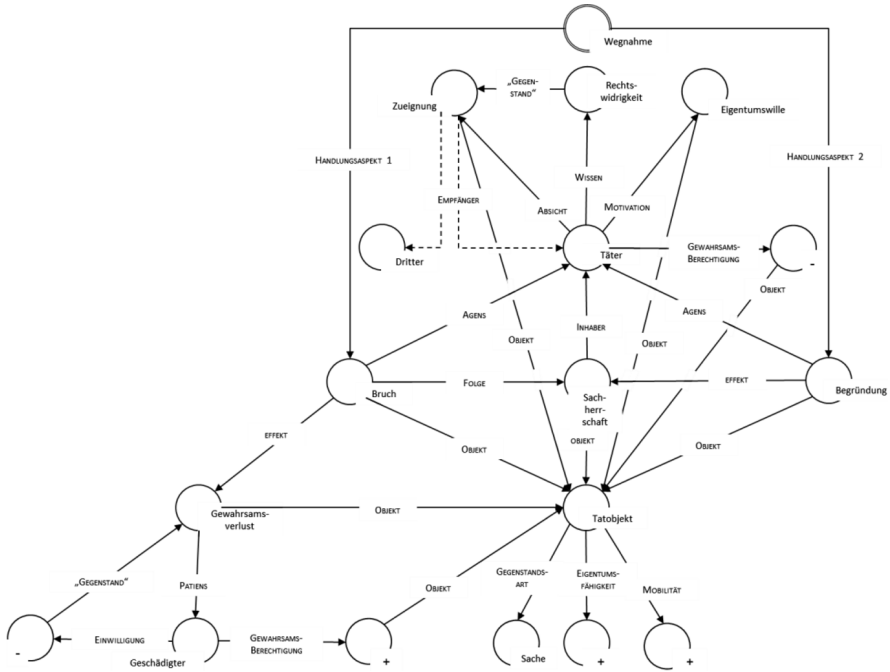 Wegnahme
„GEGEN-
STAND“
Rechts-
widrigkeit
Zueignung
Eigentumswille
HANDLUNGSASPEKT 1
HANDLUNGSASPEKT 2
WISSEN
EMPFÄNGER
ABSICHT
MOTIVATION
Dritter
Täter
GEWAHRSAMS-
BERECHTIGUNG
-
OBJEKT
AGENS
INHABER
AGENS
OBJEKT
OBJEKT
Bruch
FOLGE
Sach-
herr-
schaft
EFFEKT
Begründung
EFFEKT
OBJEKT
OBJEKT
OBJEKT
Gewahrsams-
verlust
OBJEKT
Tatobjekt
„GEGENSTAND“
PATIENS
OBJEKT
GEGENSTANDS-
ART
EIGENTUMS-
FÄHIGKEIT
MOBILITÄT
-
EINWILLIGUNG
Geschädigter
GEWAHRSAMS-
BERECHTIGUNG
+
Sache
+
+